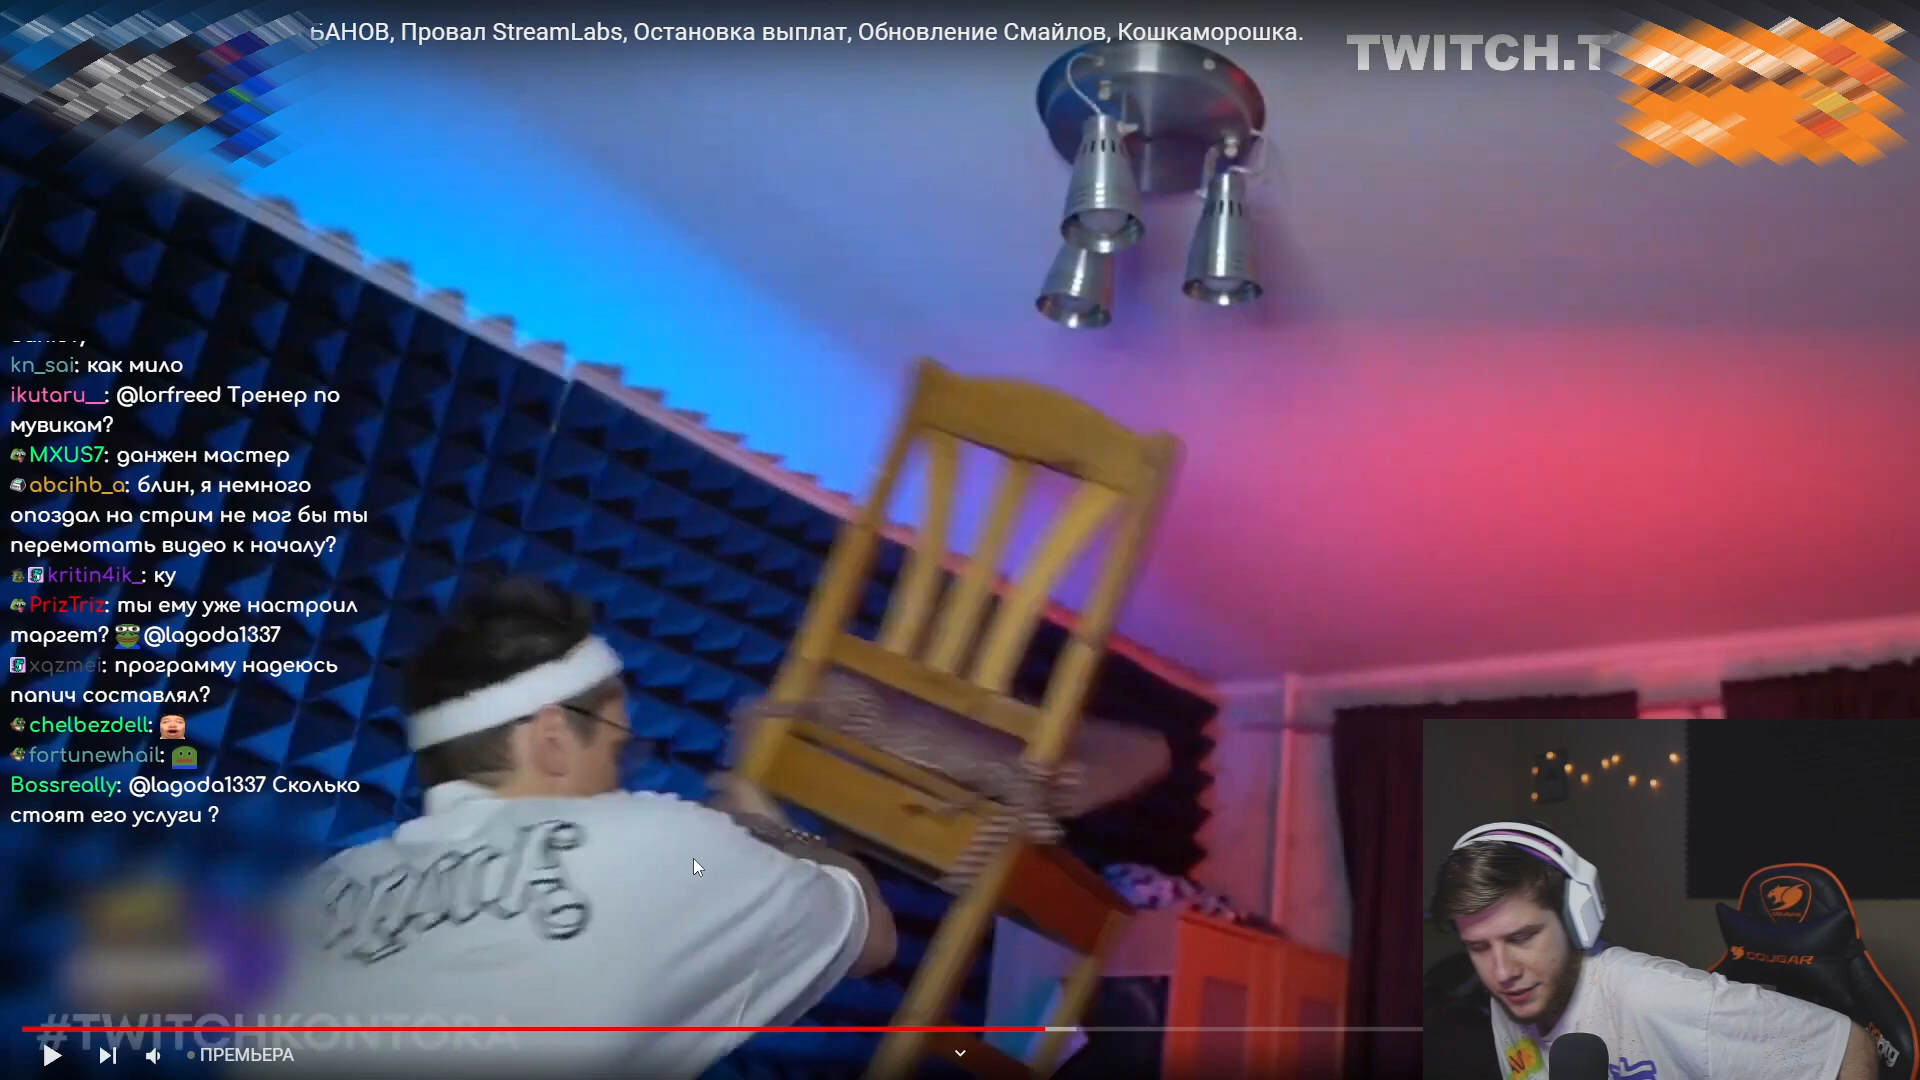 БАНОВ, Провал StreamLabs, Остановка выплат, Обновление Смайлов, Кошкаморошка.
TWITCH.T
kn_sai: как мило
ikutaru__: @lorfreed Тренер по
мувикам?
MXUS7: данжен мастер
abcihb_a: блин, я немного
опоздал на стрим не мог бы ты
перемотать видео к началу?
kritin4ik_: ку
PrizTriz: ты ему уже настроил
таргет? @lagoda1337
xqzmei: программу надеюсь
папич составлял?
chelbezdell:
fortunewhail:
Bossreally: @lagoda1337 Сколько
стоят его услуги ?
COUGAR
#TWITCHKONTORA
ПРЕМЬЕРА